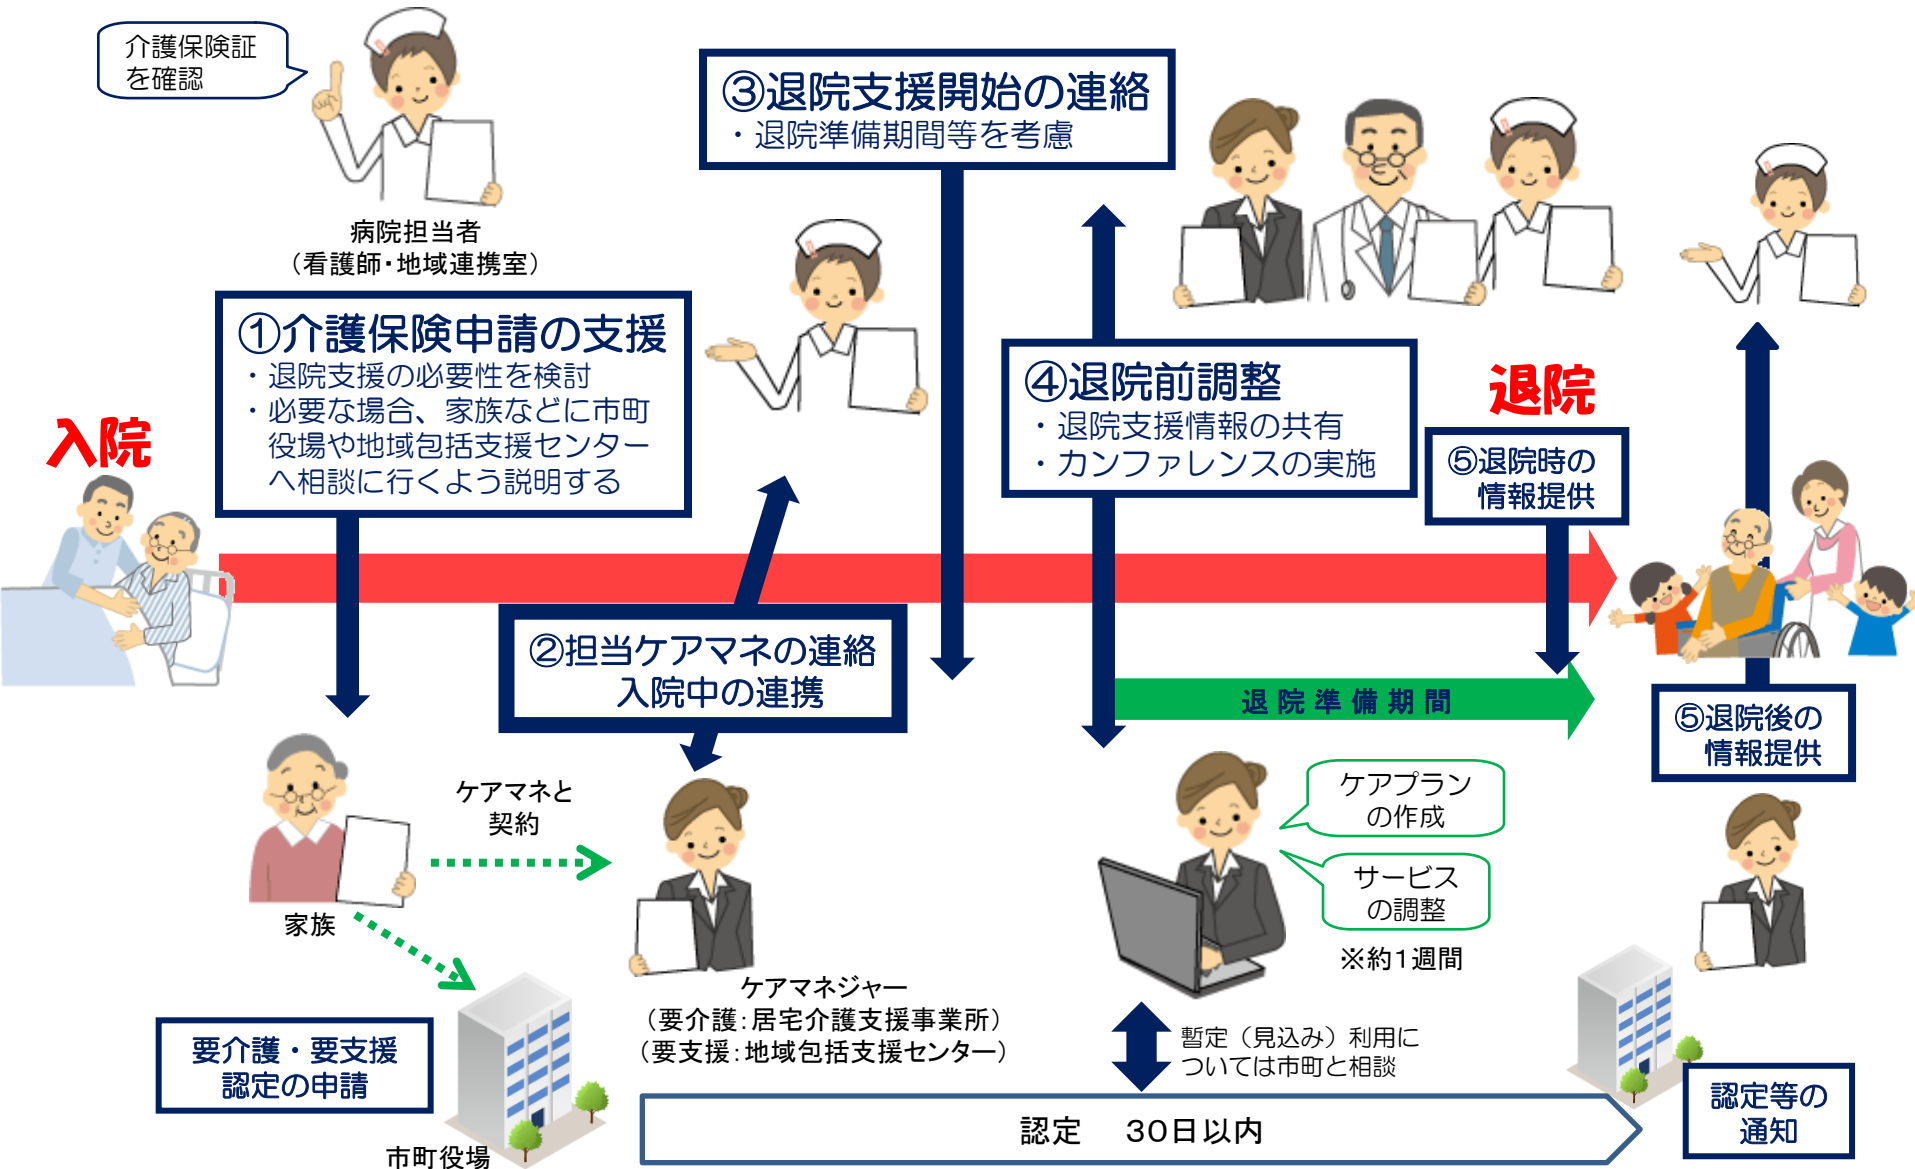 介護保険証
を確認
病院担当者
（看護師・地域連携室）
①介護保険申請の支援
・退院支援の必要性を検討
・必要な場合、家族などに市町
役場や地域包括支援センター
へ相談に行くよう説明する
入院
③退院支援開始の連絡
・退院準備期間等を考慮
④退院前調整
・退院支援情報の共有
・カンファレンスの実施
退院
⑤退院時の
情報提供
②担当ケアマネの連絡
入院中の連携
退院準備期間
⑤退院後の
情報提供
ケアマネと
契約
家族
ケアプラン
の作成
サービス
の調整
※約1週間
ケアマネジャー
（要介護：居宅介護支援事業所）
（要支援：地域包括支援センター）
要介護・要支援
認定の申請
市町役場
暫定（見込み）利用に
ついては市町と相談
認定　30日以内
認定等の
通知